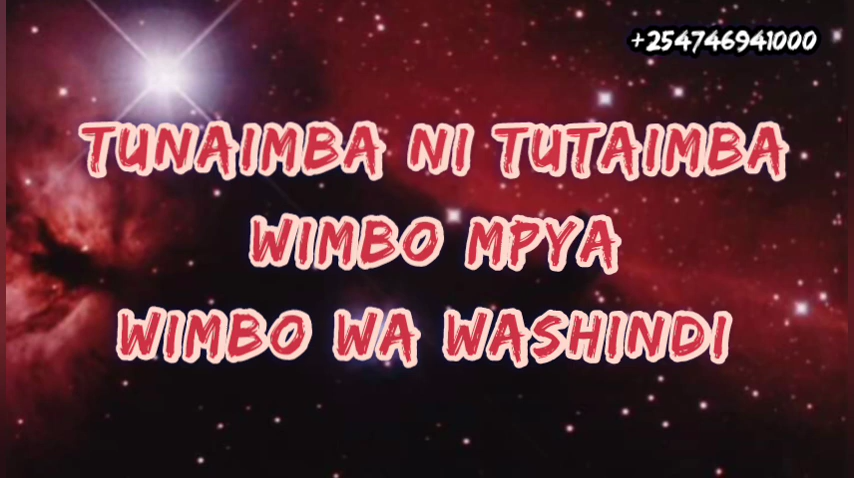 +254746941000
TUNAIMBA NI TUTAIMBA
WIMBO MPYA
WIMBO WA WASHINDI